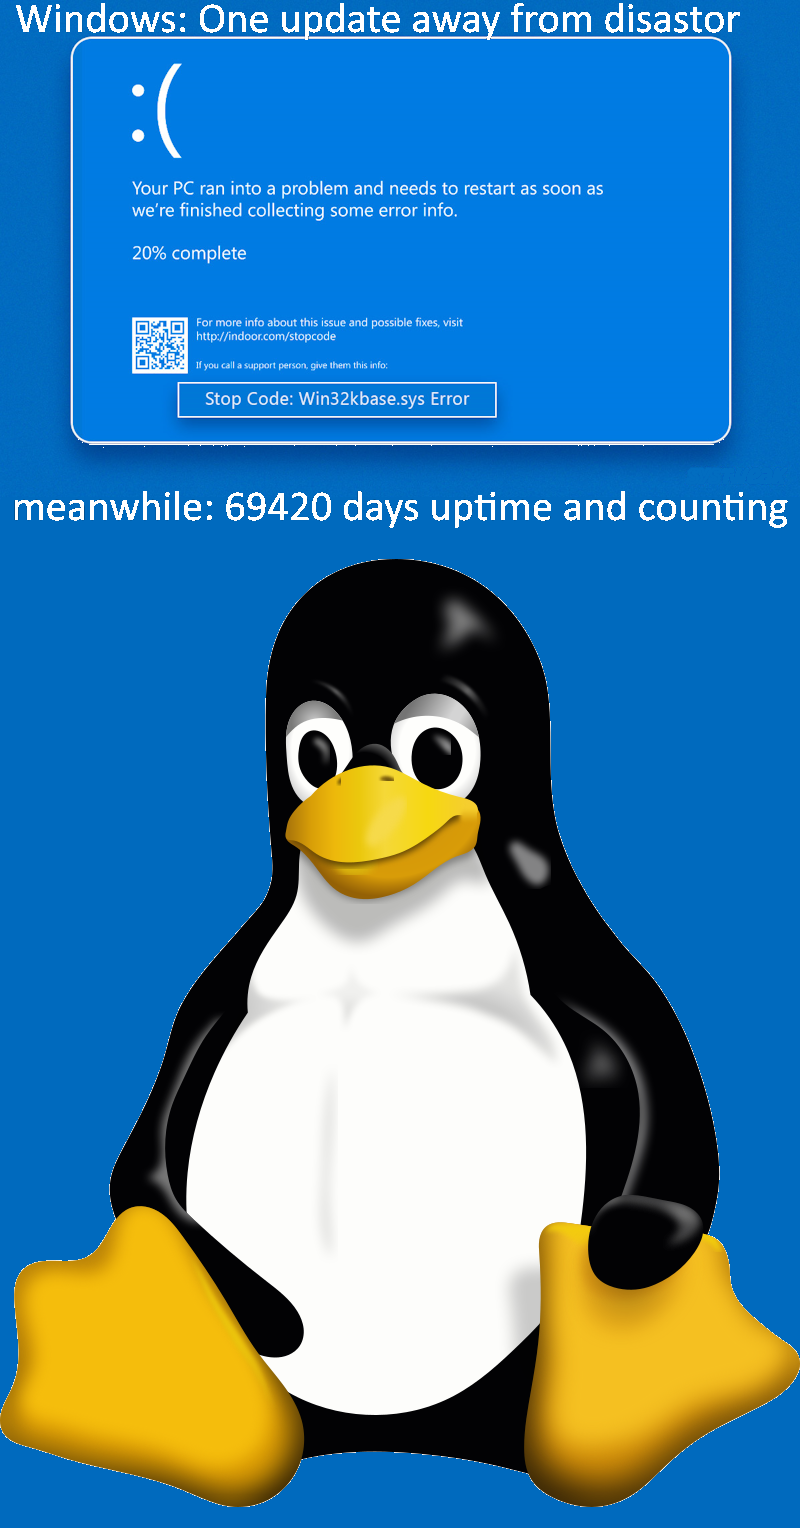 Windows: One update away from disastor
:(
Your PC ran into a problem and needs to restart as soon as
we're finished collecting some error info.
20% complete
For more info about this issue and possible fixes, visit
http://indoor.com/stopcode
If you call a support person, give them this info:
Stop Code: Win32kbase.sys Error
meanwhile: 69420 days uptime and counting